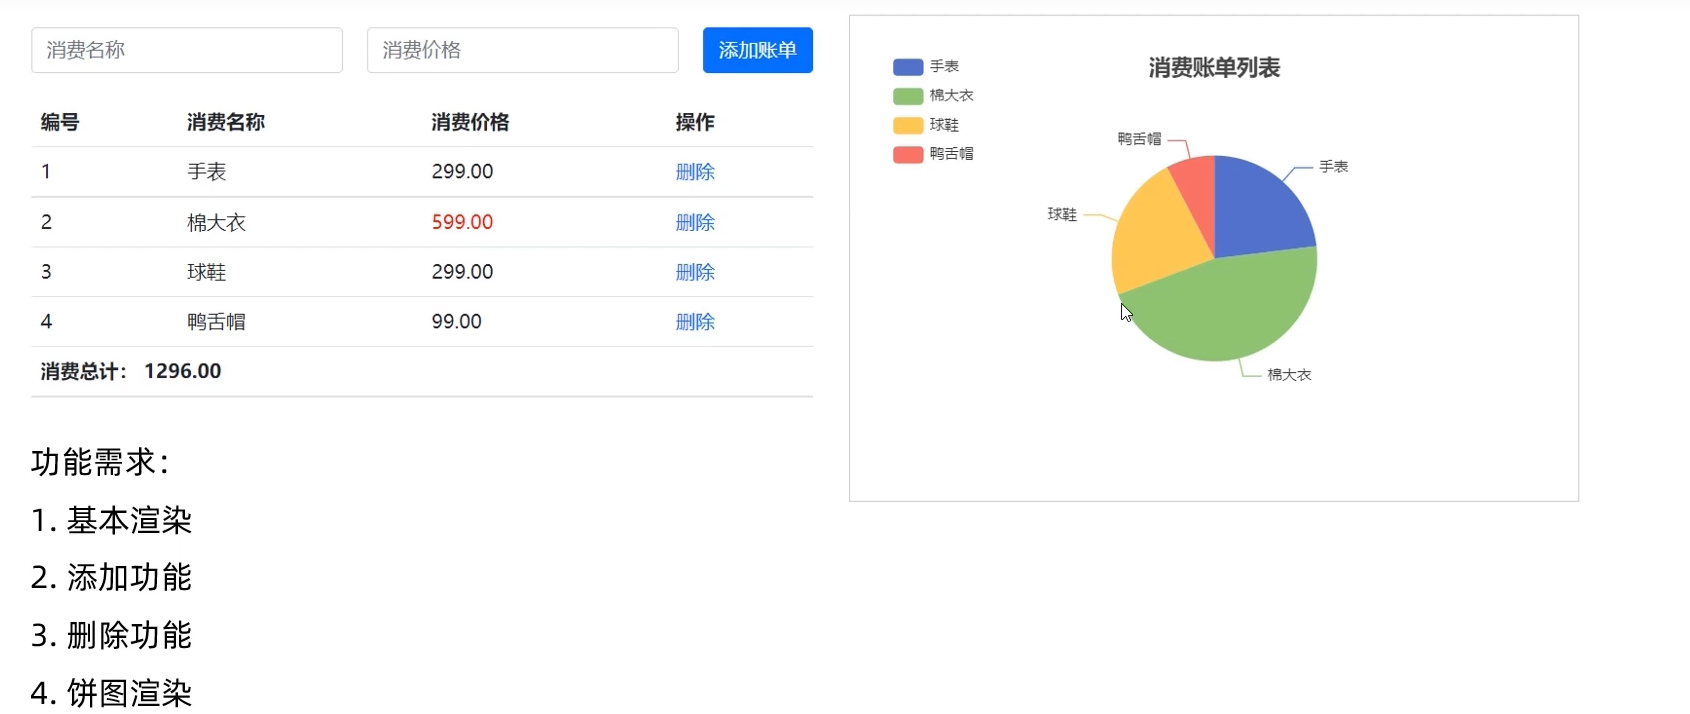 消费名称 消费价格 添加账单
编号 消费名称 消费价格 操作
1 手表 299.00 删除
2 棉大衣 599.00 删除
3 球鞋 299.00 删除
4 鸭舌帽 99.00 删除
消费总计： 1296.00
功能需求：
1. 基本渲染
2. 添加功能
3. 删除功能
4. 饼图渲染
消费账单列表
手表
棉大衣
球鞋
鸭舌帽
鸭舌帽
手表
球鞋
棉大衣